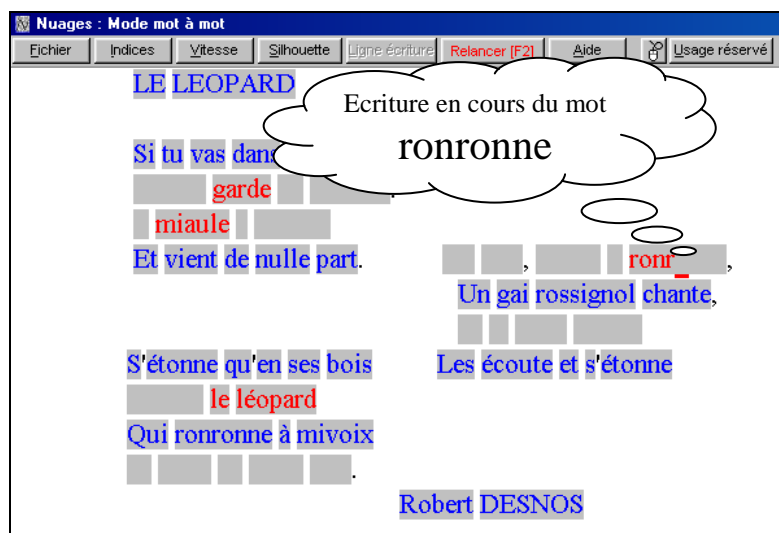 Nuages : Mode mot à mot
Fichier Indices Vitesse Silhouette Ligne écriture Relancer [F2] Aide Usage réservé
LE LEOPARD
Ecriture en cours du mot
ronronne
Si tu vas dans
garde .
miaule
Et vient de nulle part.
, ronr_ ,
Un gai rossignol chante,
S'étonne qu'en ses bois
Les écoute et s'étonne
le léopard
Qui ronronne à mivoix
.
Robert DESNOS